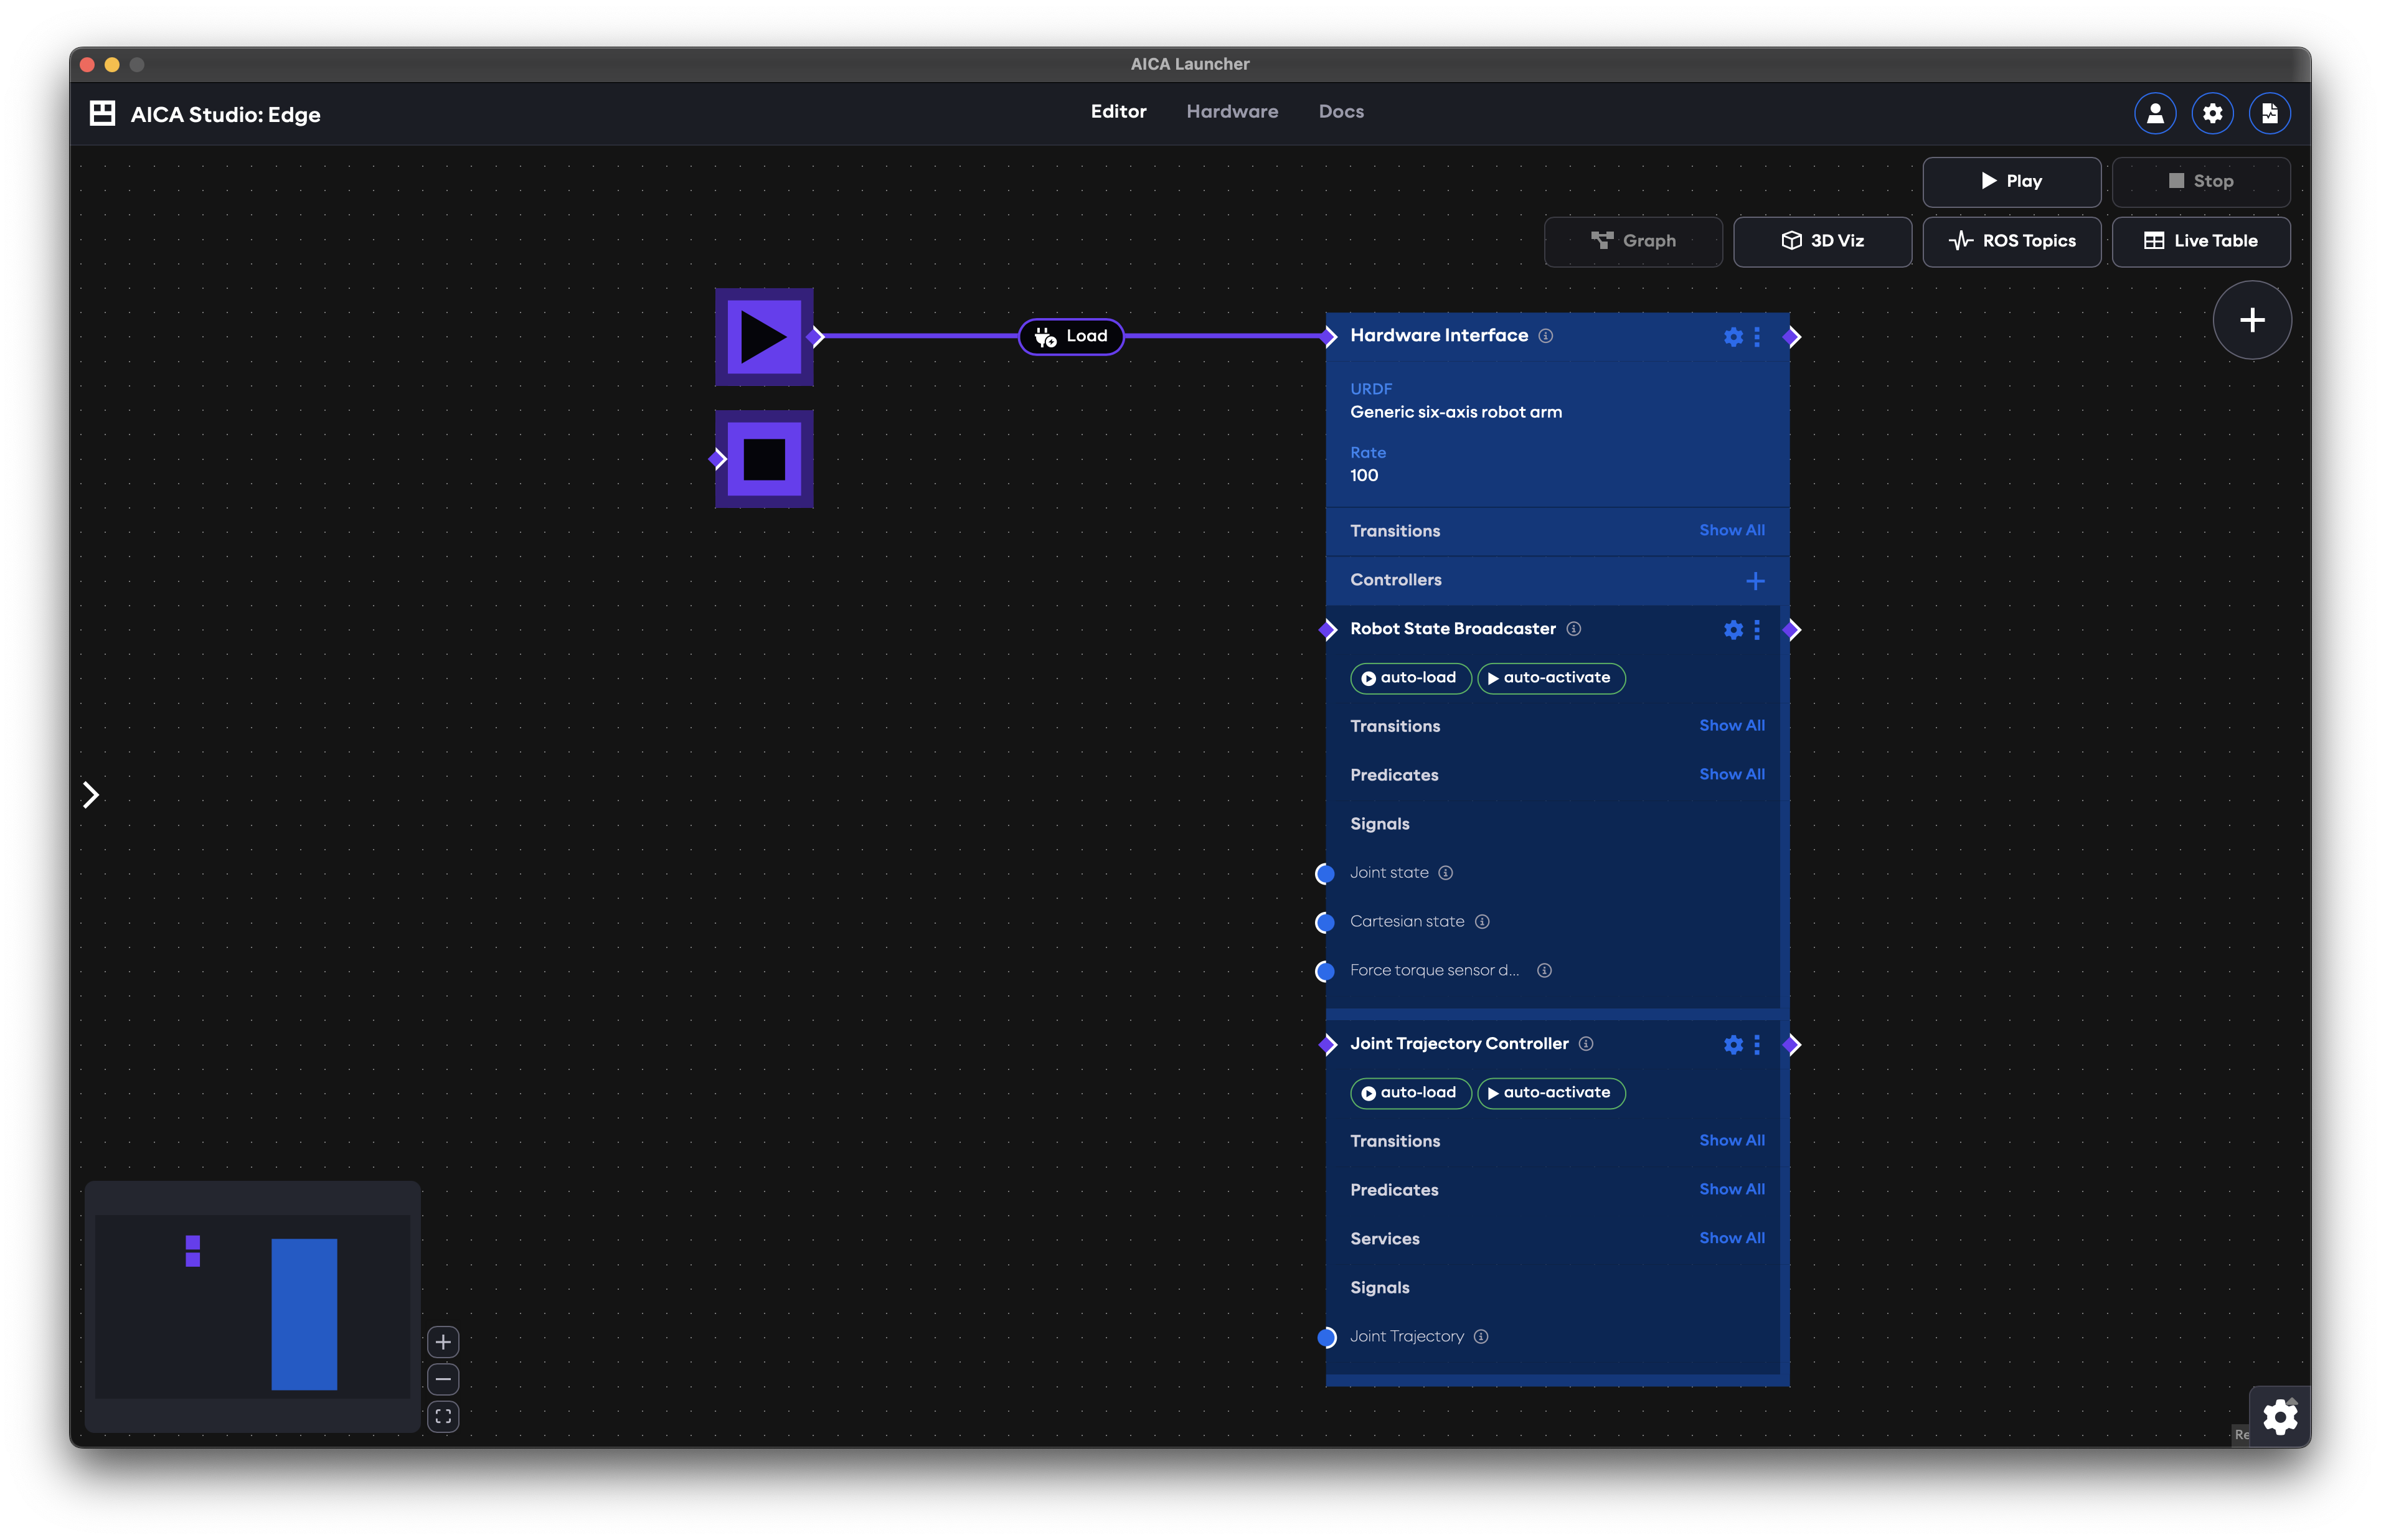 AICA Launcher
AICA Studio: Edge
Editor
Hardware
Docs
Play
Stop
Graph
3D Viz
ROS Topics
Live Table
Load
Hardware Interface
URDF
Generic six-axis robot arm
Rate
100
Transitions
Show All
Controllers
Robot State Broadcaster
auto-load
auto-activate
Transitions
Show All
Predicates
Show All
Signals
Joint state
Cartesian state
Force torque sensor d...
Joint Trajectory Controller
auto-load
auto-activate
Transitions
Show All
Predicates
Show All
Services
Show All
Signals
Joint Trajectory
Re